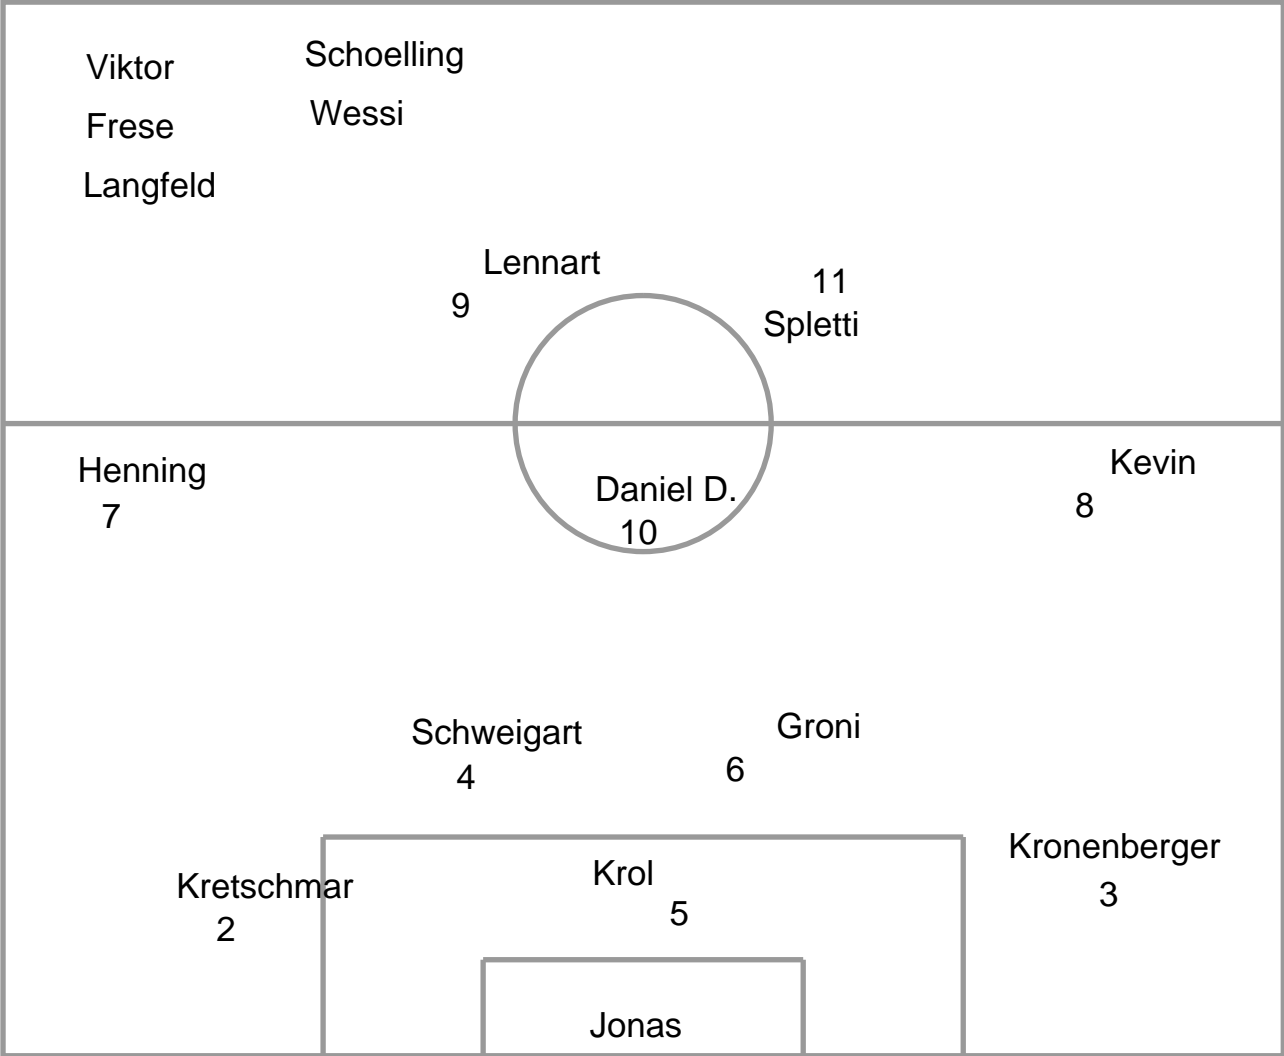 Viktor
Schoelling
Frese
Wessi
Langfeld
Lennart
9
11
Spletti
Henning
7
Daniel D.
10
Kevin
8
Schweigart
4
Groni
6
Kretschmar
2
Krol
5
Kronenberger
3
Jonas